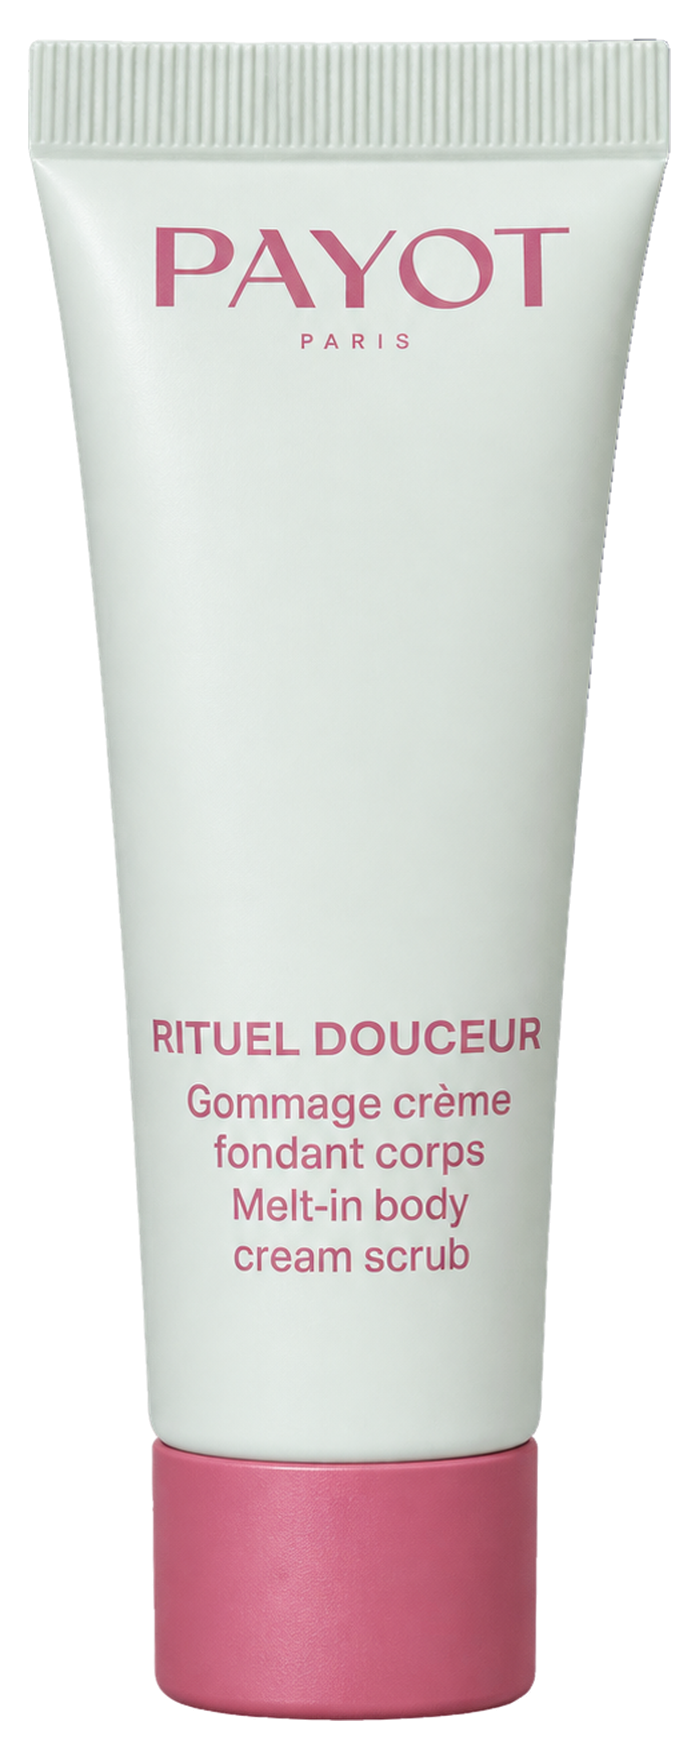 PAYOT
PARIS
RITUEL DOUCEUR
Gommage crème
fondant corps
Melt-in body
cream scrub